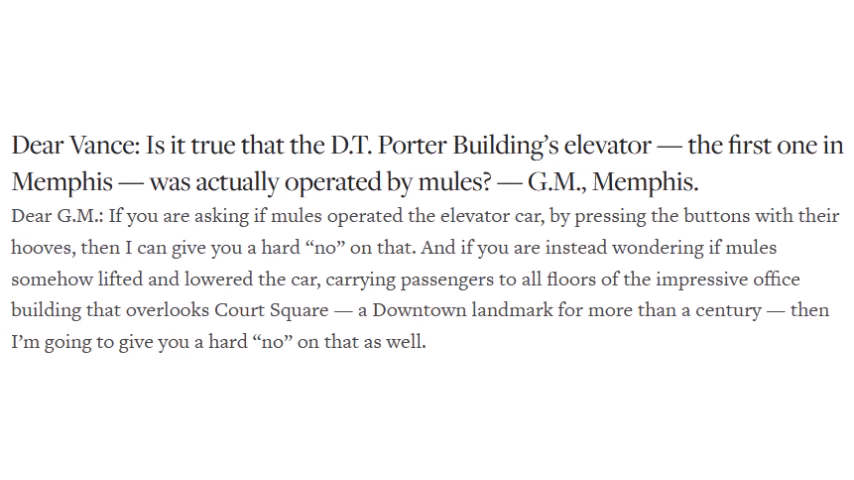 Dear Vance: Is it true that the D.T. Porter Building’s elevator — the first one in
Memphis — was actually operated by mules? — G.M., Memphis.
Dear G.M.: If you are asking if mules operated the elevator car, by pressing the buttons with their
hooves, then I can give you a hard “no” on that. And if you are instead wondering if mules
somehow lifted and lowered the car, carrying passengers to all floors of the impressive office
building that overlooks Court Square — a Downtown landmark for more than a century — then
I’m going to give you a hard “no” on that as well.